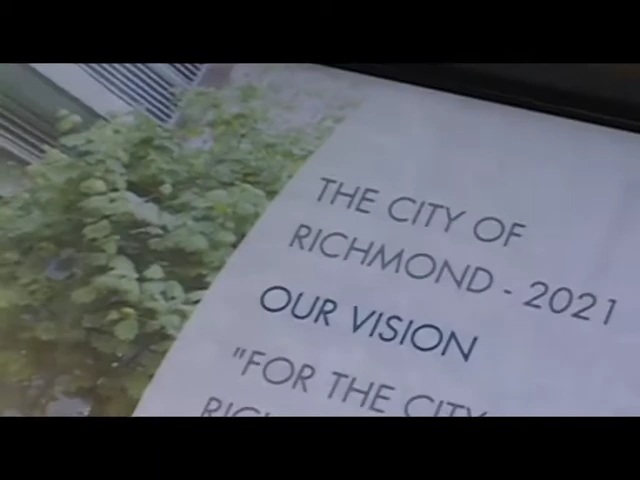 THE CITY OF
RICHMOND - 2021
OUR VISION
"FOR THE CITY